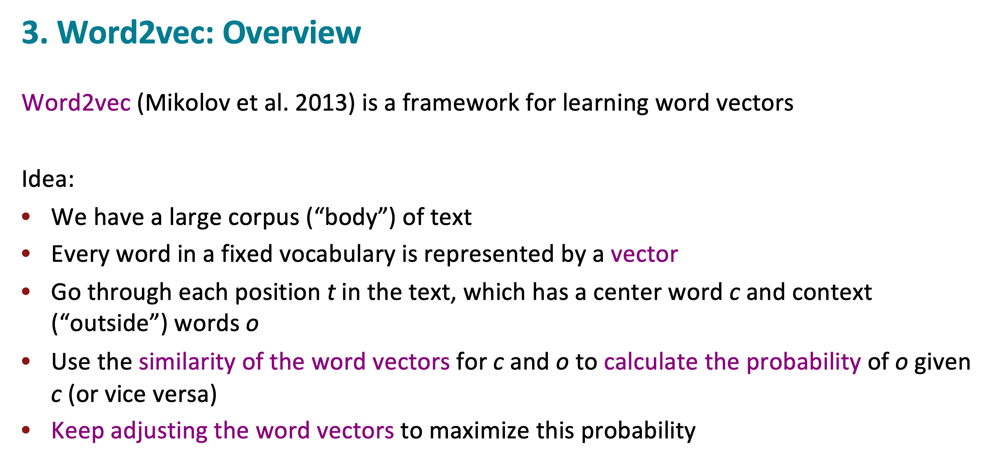 3. Word2vec: Overview
Word2vec (Mikolov et al. 2013) is a framework for learning word vectors
Idea:
• We have a large corpus (“body”) of text
• Every word in a fixed vocabulary is represented by a vector
• Go through each position t in the text, which has a center word c and context
(“outside”) words o
• Use the similarity of the word vectors for c and o to calculate the probability of o given
c (or vice versa)
• Keep adjusting the word vectors to maximize this probability